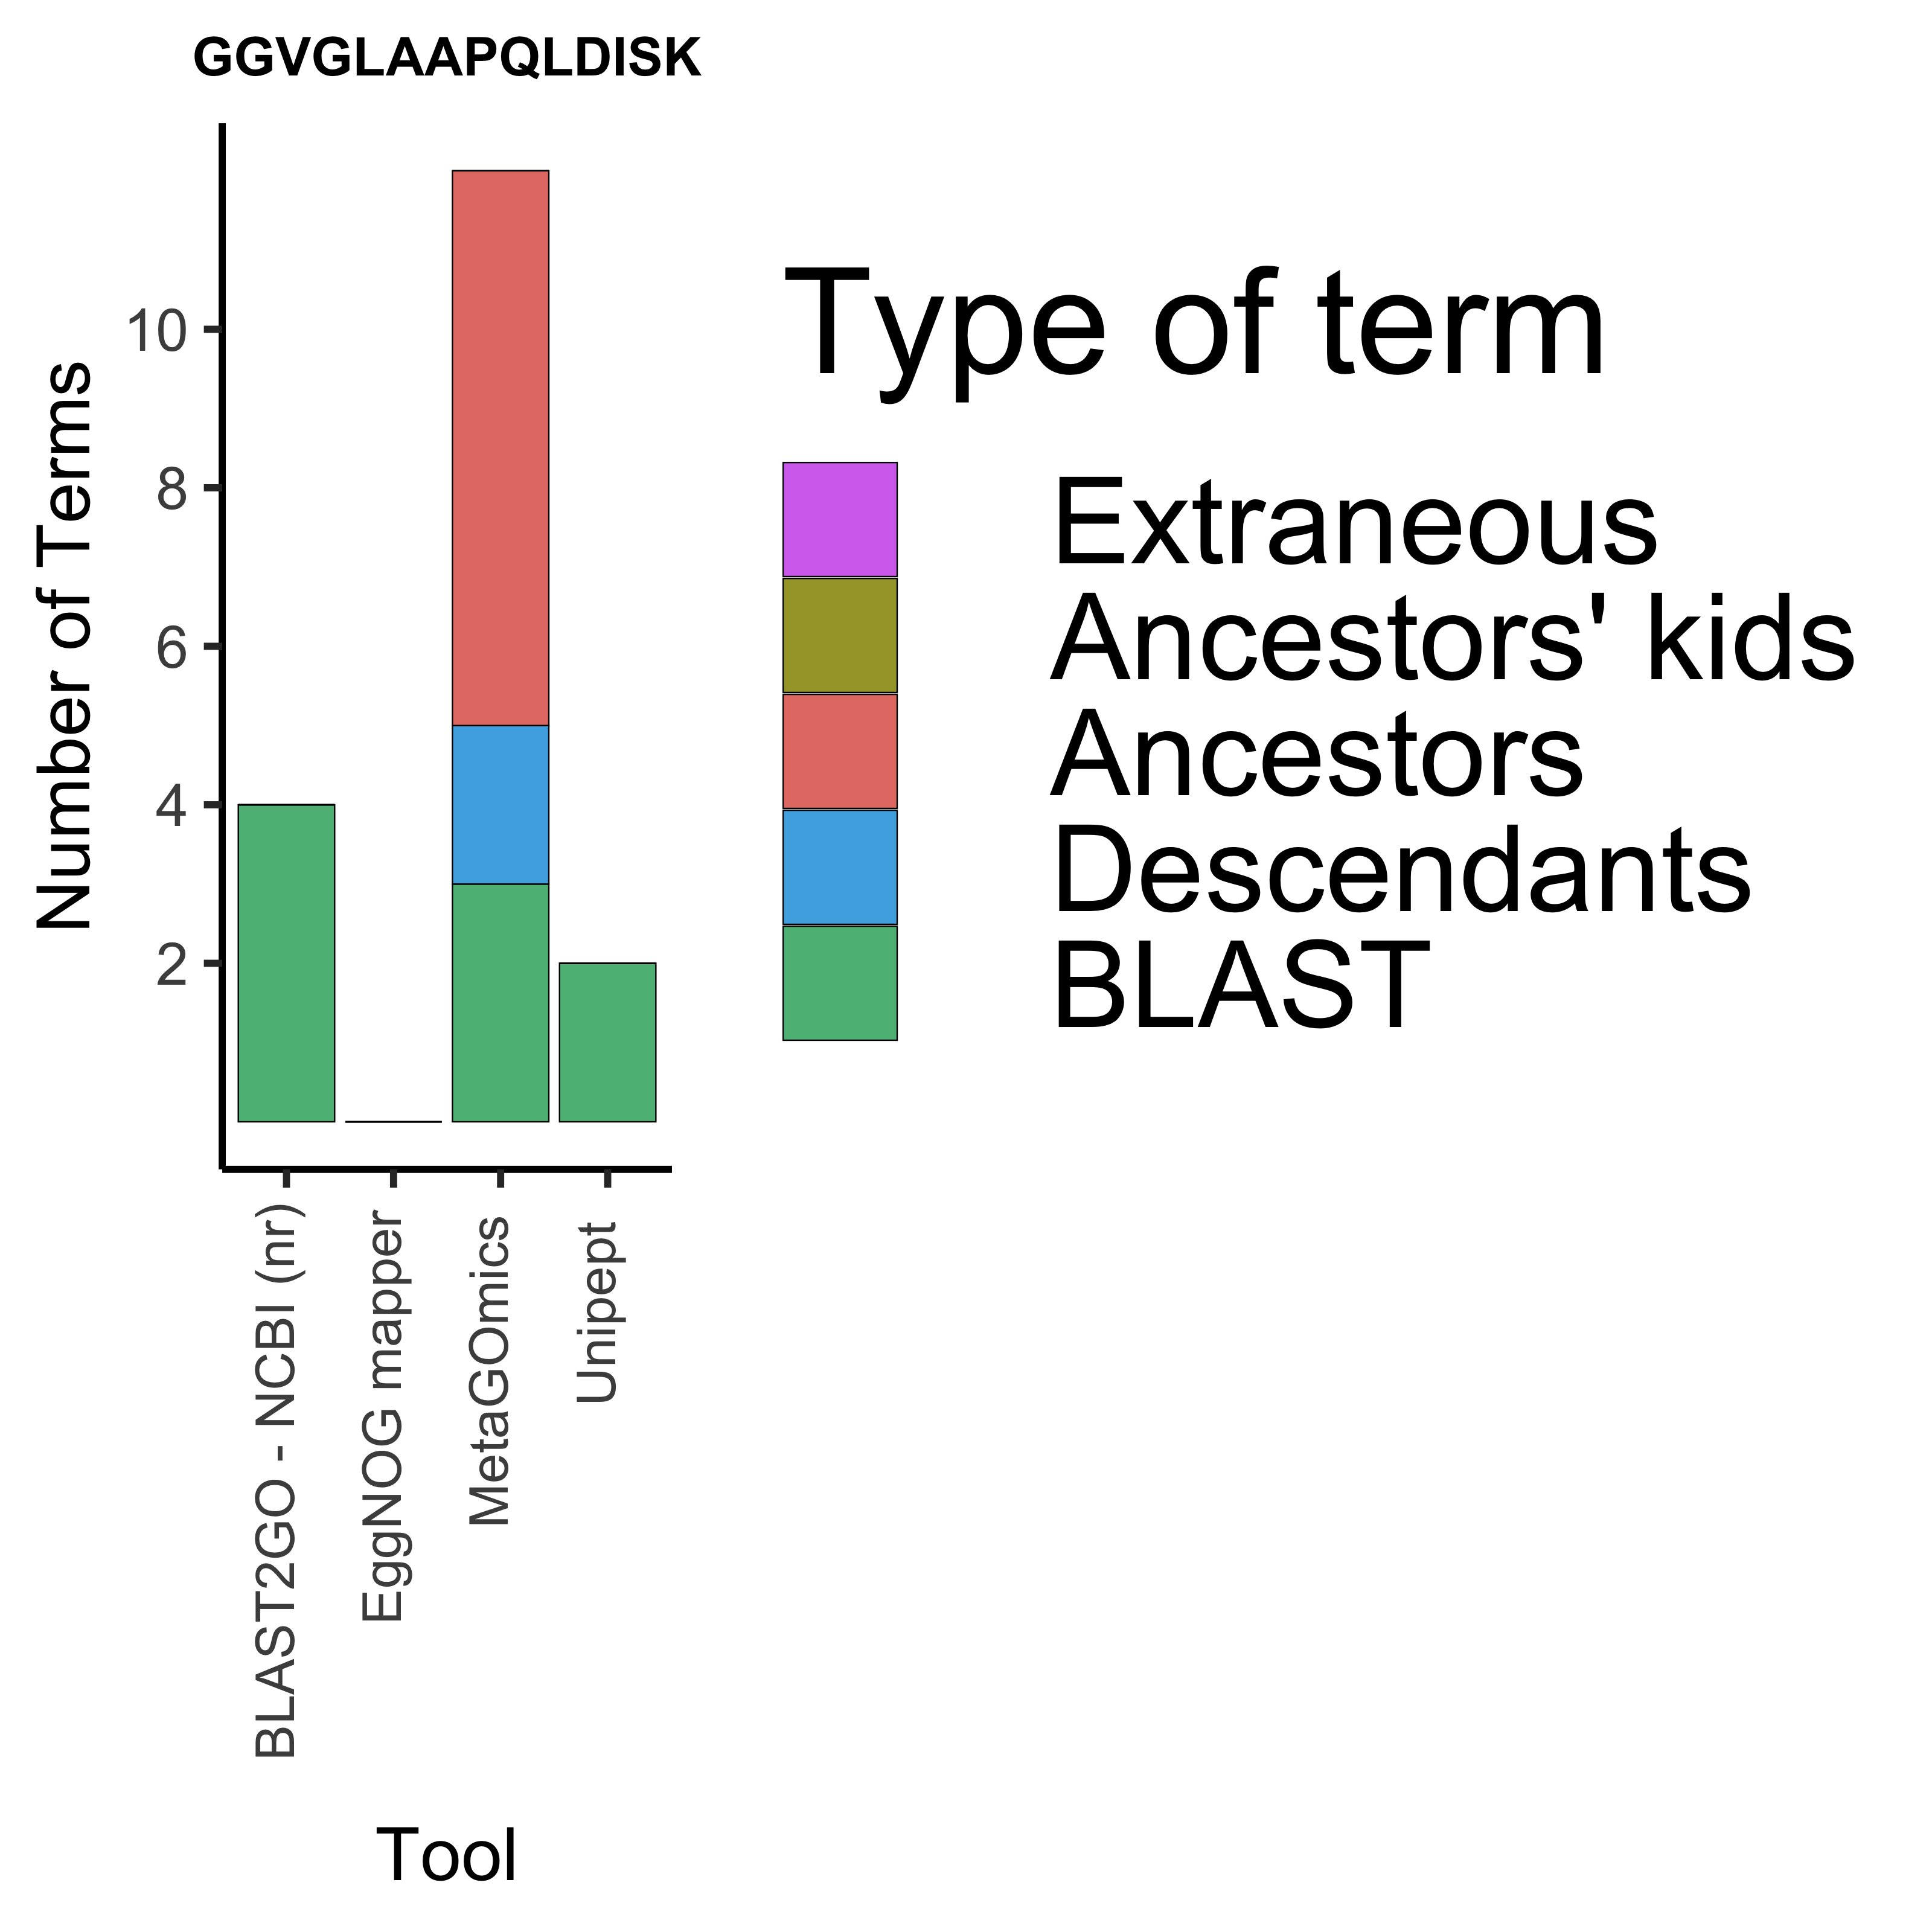 GGVGLAAPQLDISK
Number of Terms
10
8
6
4
2
BLAST2GO - NCBI (nr)
EggNOG mapper
MetaGOmics
Unipept
Tool
Type of term
Extraneous
Ancestors' kids
Ancestors
Descendants
BLAST